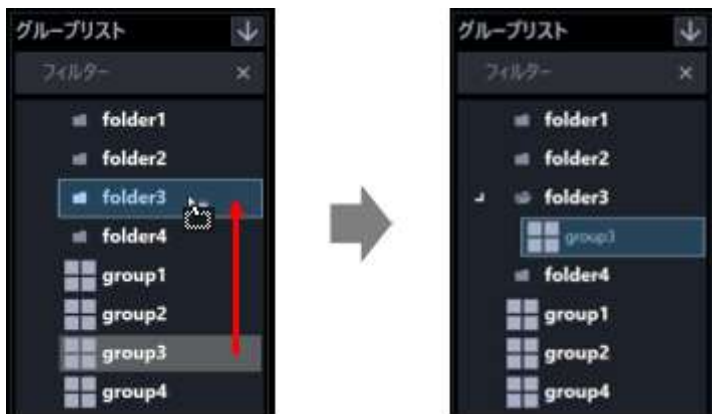 グループリスト
フィルター
folder1
folder2
folder3
folder4
group1
group2
group3
group4
グループリスト
フィルター
folder1
folder2
folder3
group3
folder4
group1
group2
group4